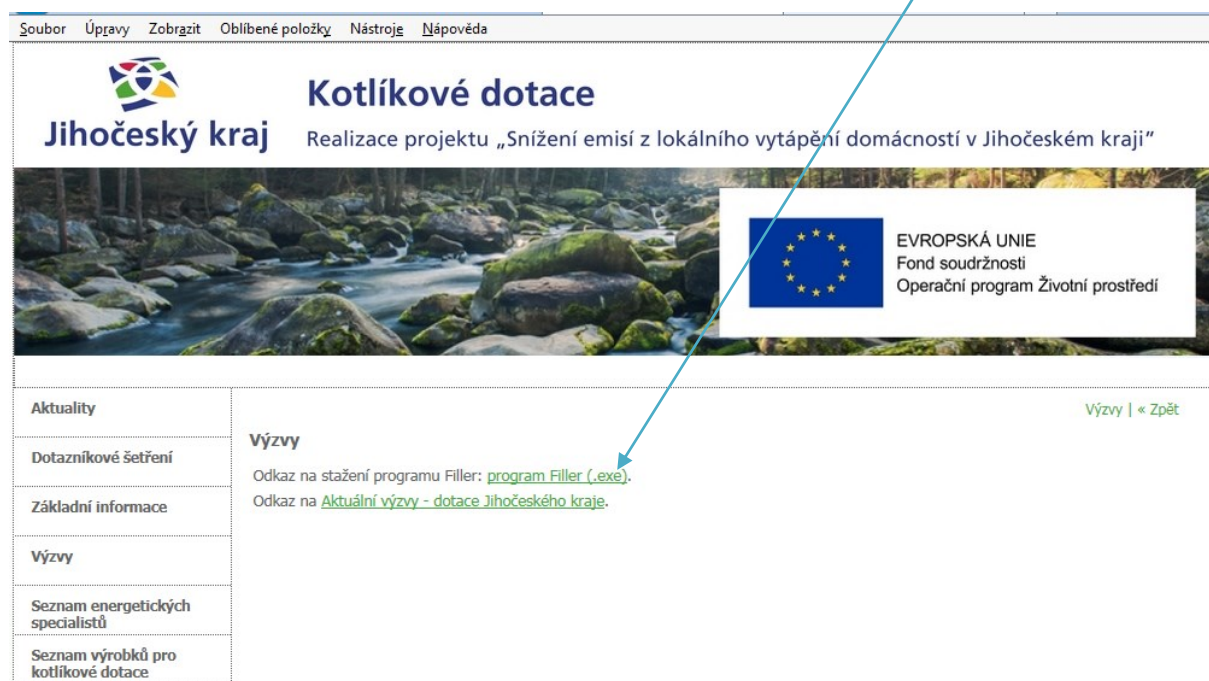 Soubor Úpravy Zobrazit Oblíbené položky Nástroje Nápověda
Jihočeský kraj
Kotlíkové dotace
Realizace projektu „Snížení emisí z lokálního vytápění domácností v Jihočeském kraji”
EVROPSKÁ UNIE
Fond soudržnosti
Operační program Životní prostředí
Výzvy | « Zpět
Aktuality
Dotazníkové šetření
Základní informace
Výzvy
Seznam energetických
specialistů
Seznam výrobků pro
kotlíkové dotace
Výzvy
Odkaz na stažení programu Filler: program Filler (.exe).
Odkaz na Aktuální výzvy - dotace Jihočeského kraje.